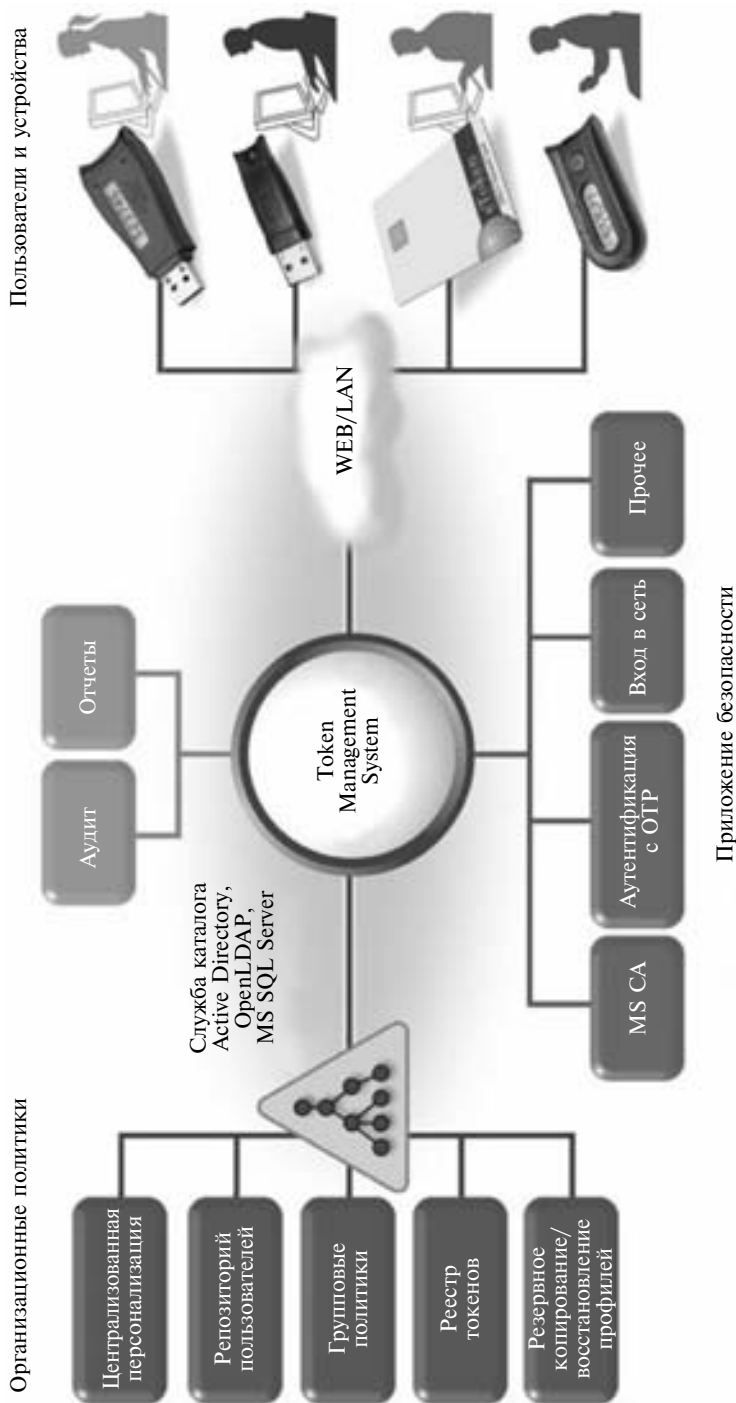 Организационные политики
Централизованная
персонализация
Репозиторий
пользователей
Групповые
политики
Реестр
токенов
Резервное
копирование/
восстановление
профилей
Служба каталога
Active Directory,
OpenLDAP,
MS SQL Server
Аудит
Отчеты
Token
Management
System
MS CA
Аутентификация
с OTP
Вход в сеть
Прочее
Приложение безопасности
WEB/LAN
Пользователи и устройства